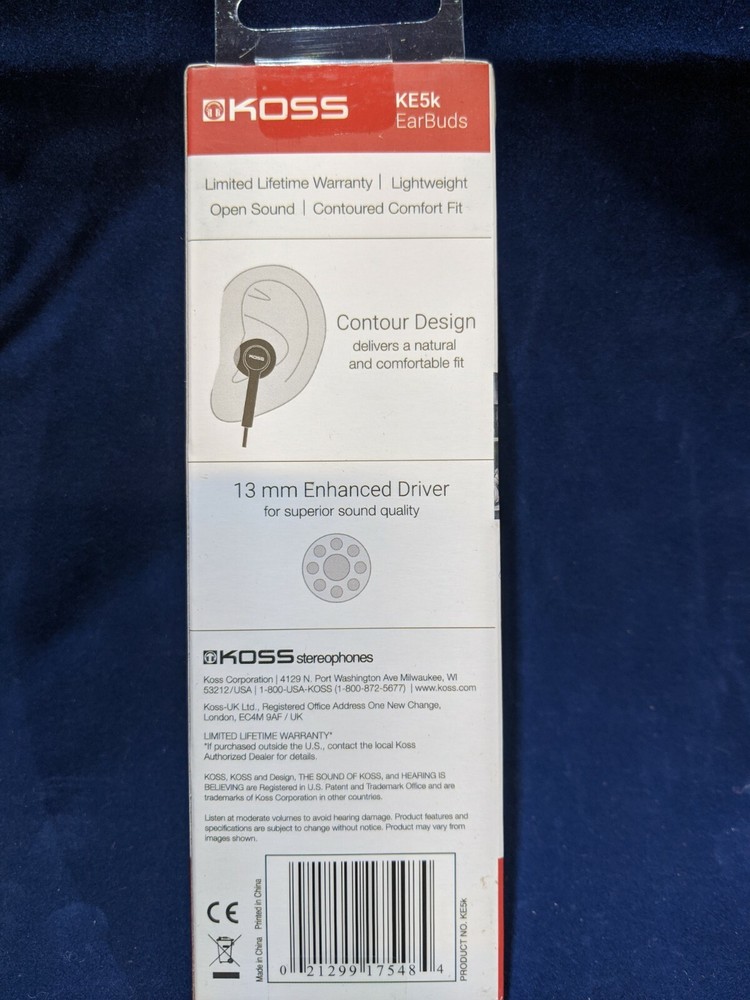 KOSS
KE5k
EarBuds
Limited Lifetime Warranty | Lightweight
Open Sound | Contoured Comfort Fit
KOSS
Contour Design
delivers a natural
and comfortable fit
13 mm Enhanced Driver
for superior sound quality
KOSS stereophones
Koss Corporation | 4129 N. Port Washington Ave Milwaukee, WI
53212/USA | 1-800-USA-KOSS (1-800-872-5677) | www.koss.com
Koss-UK Ltd., Registered Office Address One New Change,
London, EC4M 9AF / UK
LIMITED LIFETIME WARRANTY*
*If purchased outside the U.S., contact the local Koss
Authorized Dealer for details.
KOSS, KOSS and Design, THE SOUND OF KOSS, and HEARING IS
BELIEVING are Registered in U.S. Patent and Trademark Office and are
trademarks of Koss Corporation in other countries.
Listen at moderate volumes to avoid hearing damage. Product features and
specifications are subject to change without notice. Product may vary from
images shown.
CE
Made in China Printed in China
0 21299 17548 4
PRODUCT NO. KE5k